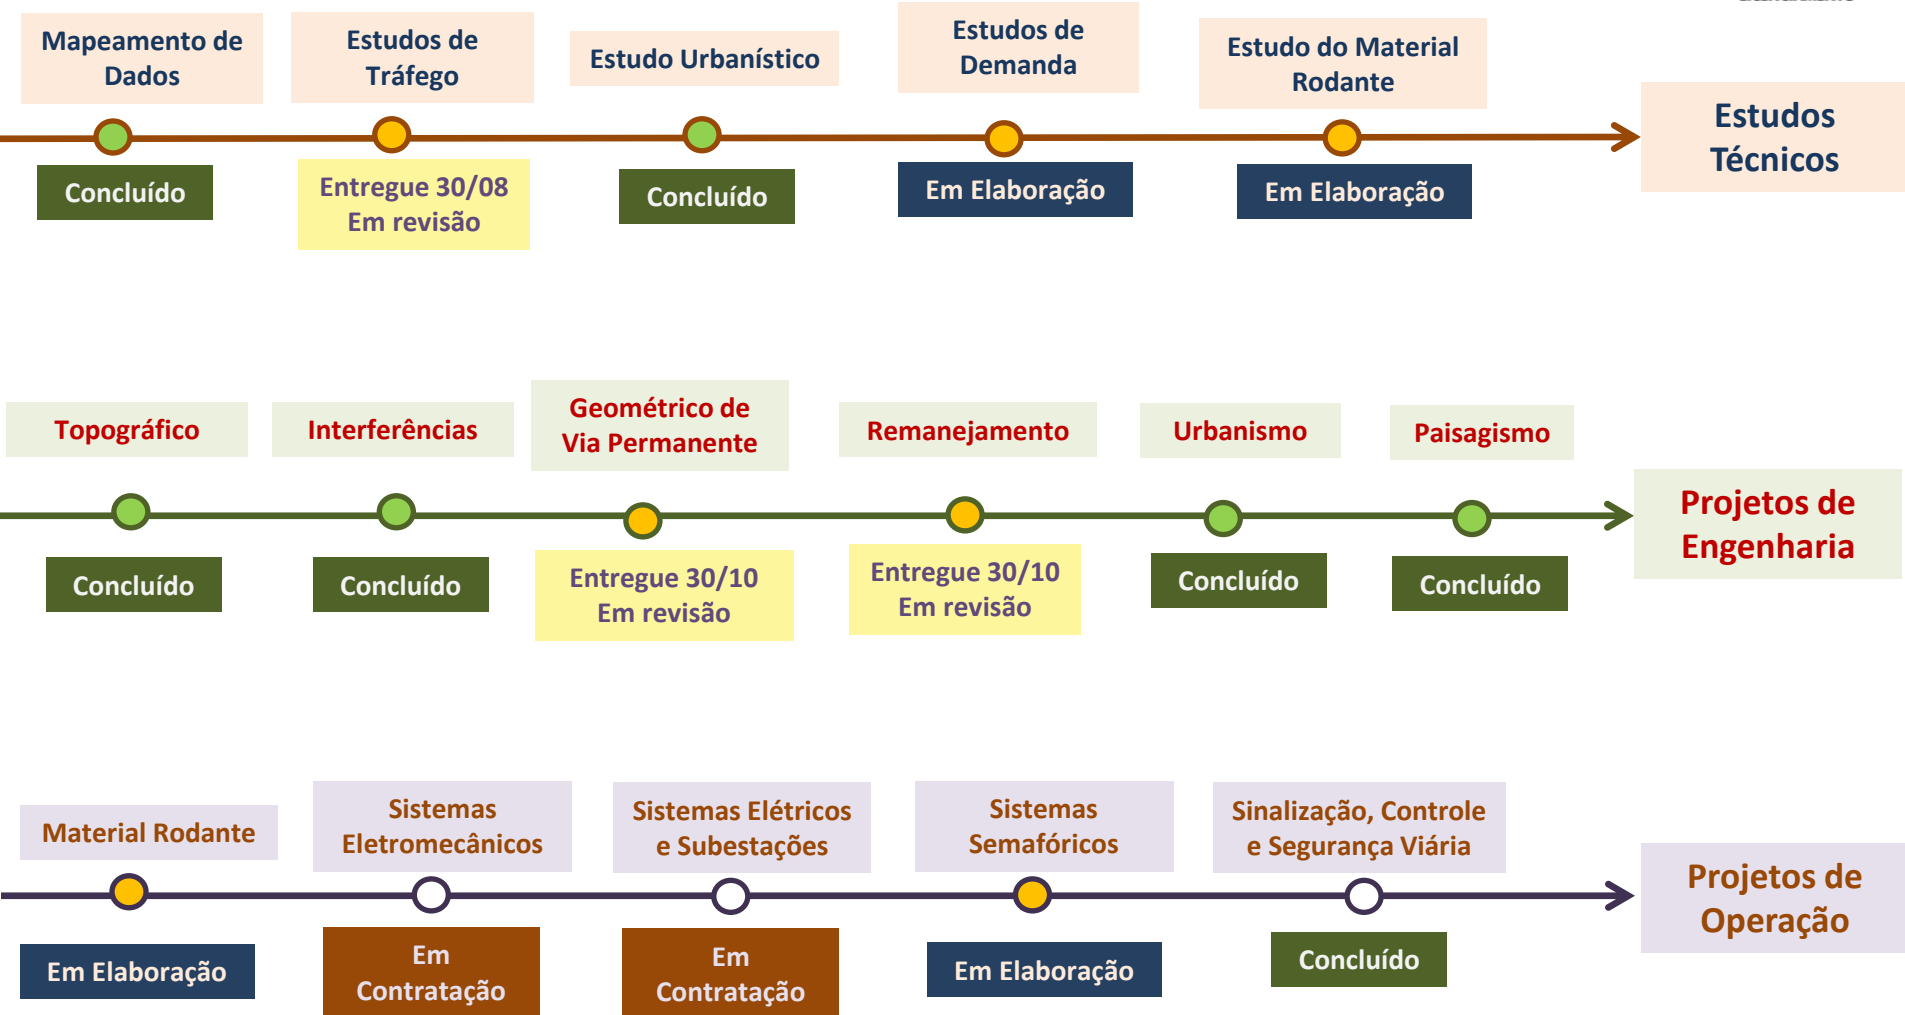 Mapeamento de
Dados
Estudos de
Tráfego
Estudo Urbanístico
Estudos de
Demanda
Estudo do Material
Rodante
Estudos
Técnicos
Concluído
Entregue 30/08
Em revisão
Concluído
Em Elaboração
Em Elaboração
Topográfico
Interferências
Geométrico de
Via Permanente
Remanejamento
Urbanismo
Paisagismo
Projetos de
Engenharia
Concluído
Concluído
Entregue 30/10
Em revisão
Entregue 30/10
Em revisão
Concluído
Concluído
Material Rodante
Sistemas
Eletromecânicos
Sistemas Elétricos
e Subestações
Sistemas
Semafóricos
Sinalização, Controle
e Segurança Viária
Projetos de
Operação
Em Elaboração
Em
Contratação
Em
Contratação
Em Elaboração
Concluído